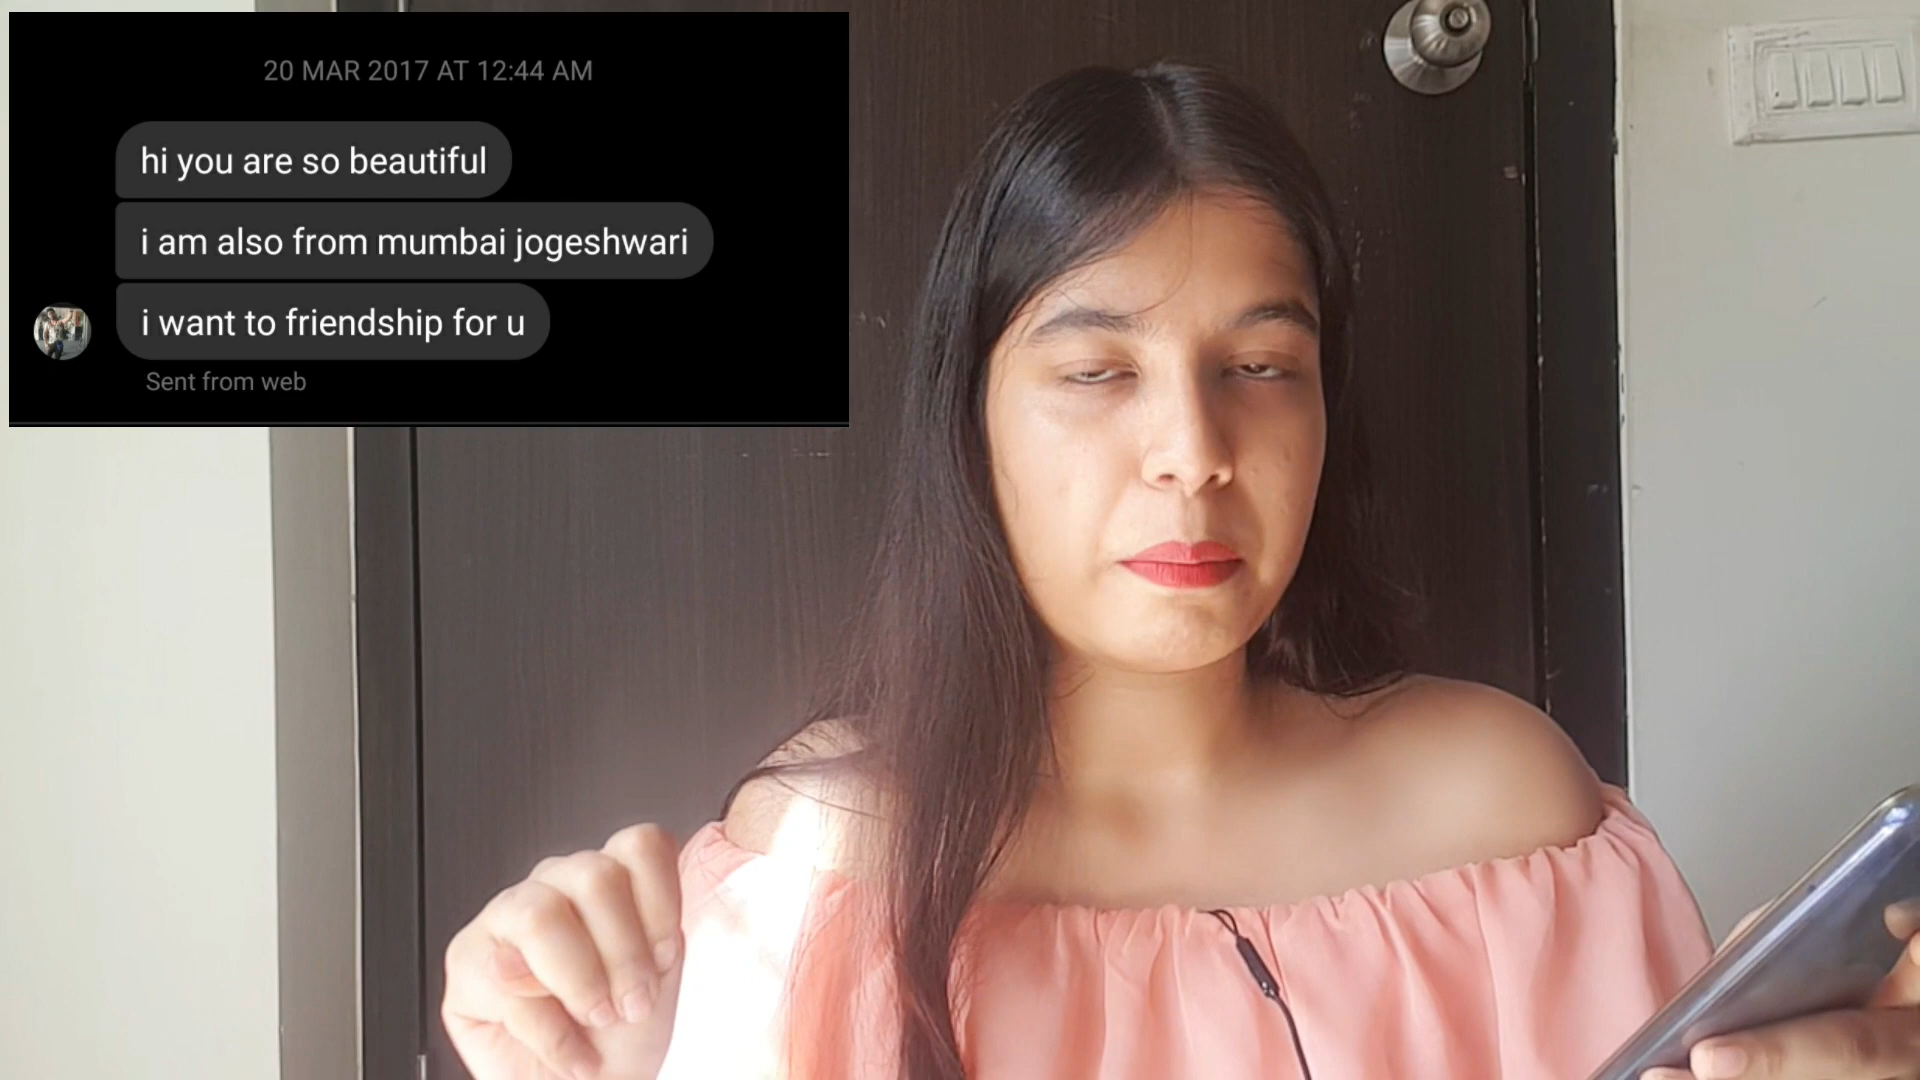 20 MAR 2017 AT 12:44 AM
hi you are so beautiful
i am also from mumbai jogeshwari
i want to friendship for u
Sent from web